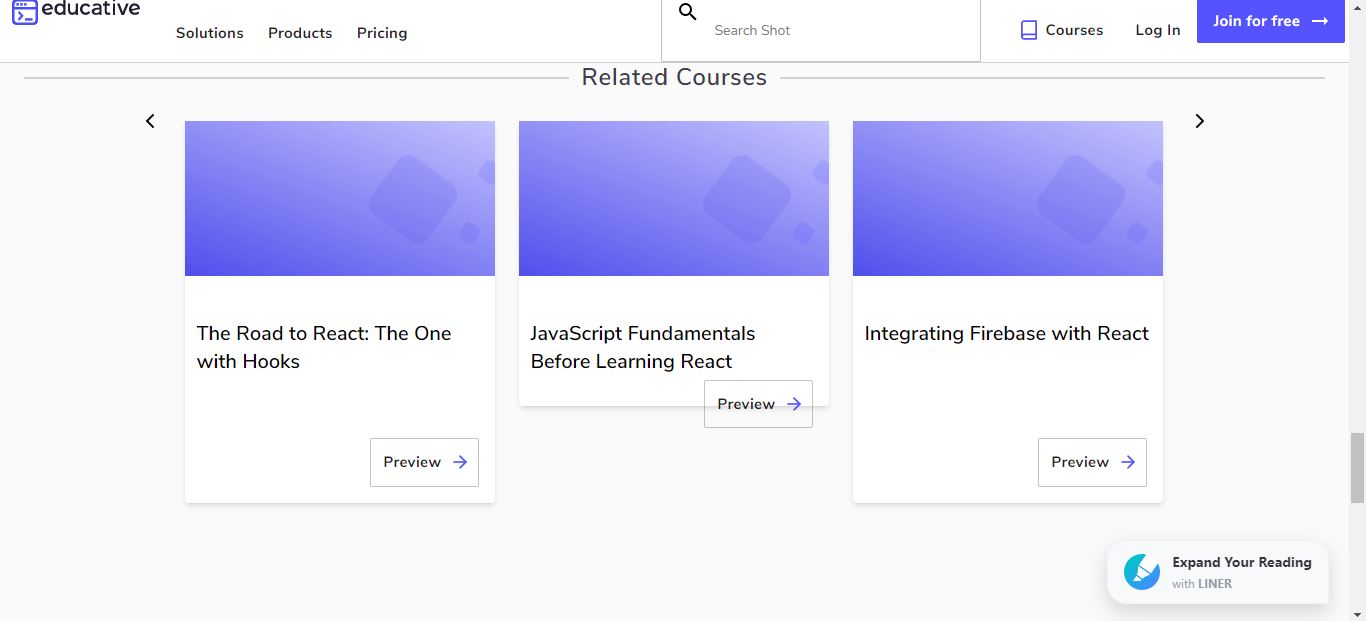 educative
Solutions Products Pricing
Search Shot
Courses Log In Join for free
Related Courses
The Road to React: The One
with Hooks
Preview
JavaScript Fundamentals
Before Learning React
Preview
Integrating Firebase with React
Preview
Expand Your Reading
with LINER